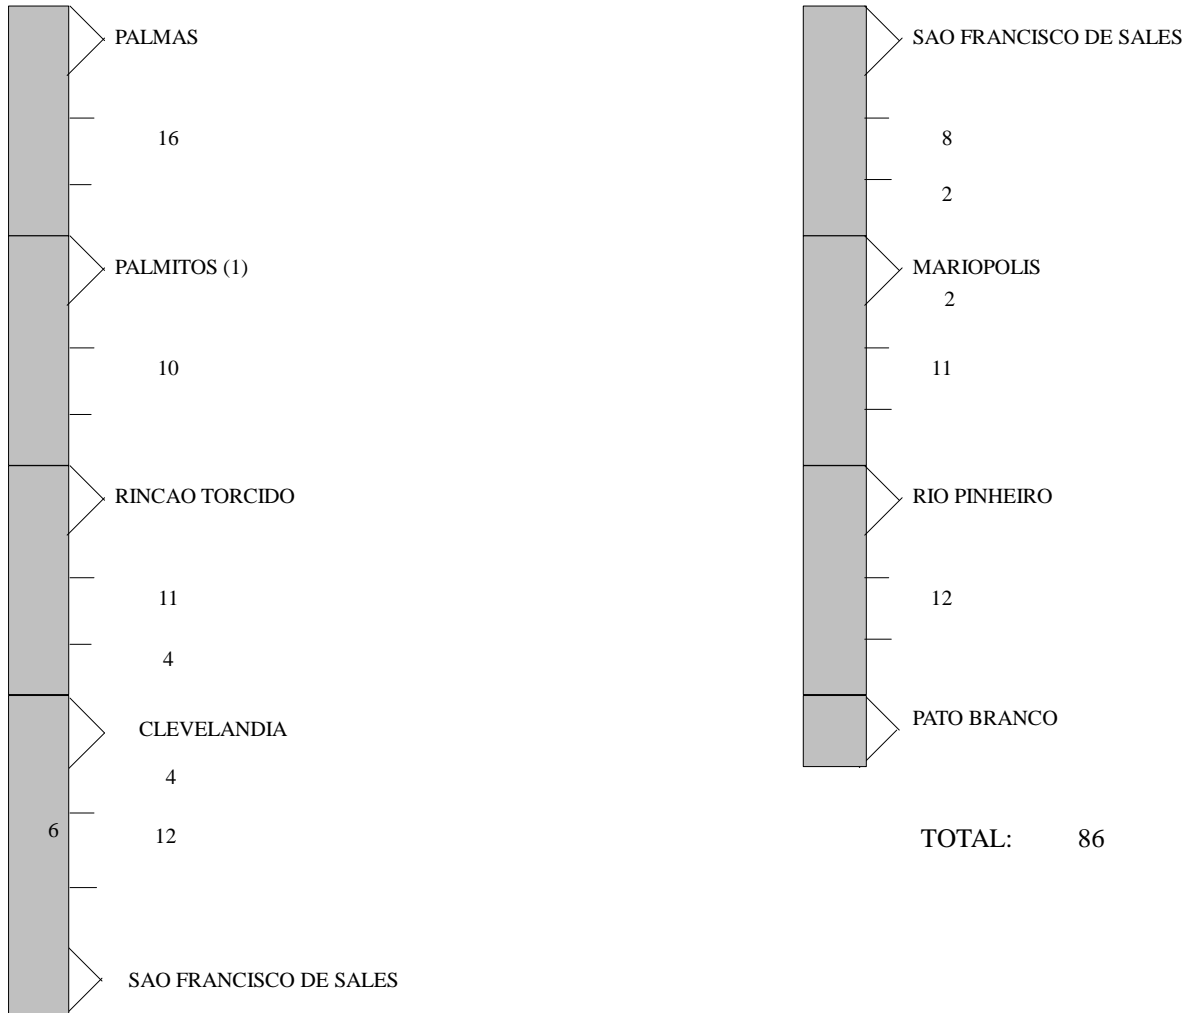 PALMAS
16
PALMITOS (1)
10
RINCAO TORCIDO
11
4
CLEVELANDIA
4
6 12
SAO FRANCISCO DE SALES
SAO FRANCISCO DE SALES
8
2
MARIOPOLIS
2
11
RIO PINHEIRO
12
PATO BRANCO
TOTAL: 86